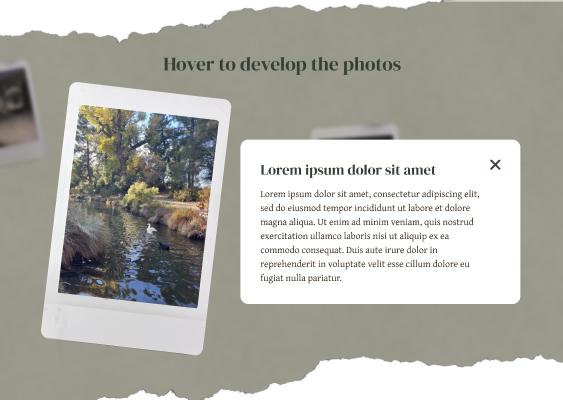 Hover to develop the photos
Lorem ipsum dolor sit amet
Lorem ipsum dolor sit amet, consectetur adipiscing elit,
sed do eiusmod tempor incididunt ut labore et dolore
magna aliqua. Ut enim ad minim veniam, quis nostrud
exercitation ullamco laboris nisi ut aliquip ex ea
commodo consequat. Duis aute irure dolor in
reprehenderit in voluptate velit esse cillum dolore eu
fugiat nulla pariatur.